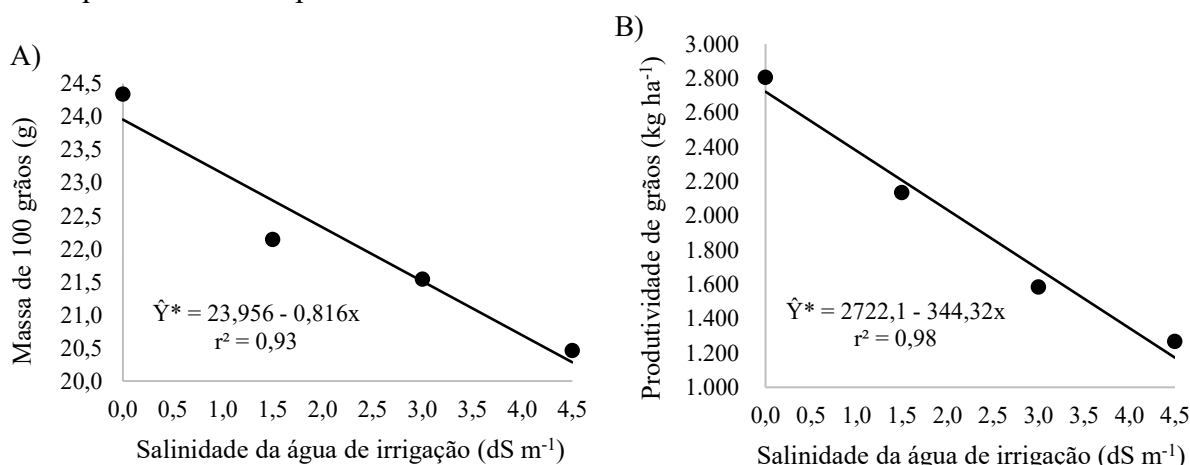 A)
Massa de 100 grãos (g)
24,5
24,0
23,5
23,0
22,5
22,0
21,5
21,0
20,5
20,0
Ŷ* = 23,956 - 0,816x
r² = 0,93
0,0 0,5 1,0 1,5 2,0 2,5 3,0 3,5 4,0 4,5
Salinidade da água de irrigação (dS m⁻¹)
B)
Produtividade de grãos (kg ha⁻¹)
3.000
2.800
2.600
2.400
2.200
2.000
1.800
1.600
1.400
1.200
1.000
Ŷ* = 2722,1 - 344,32x
r² = 0,98
0,0 0,5 1,0 1,5 2,0 2,5 3,0 3,5 4,0 4,5
Salinidade da água de irrigação (dS m⁻¹)